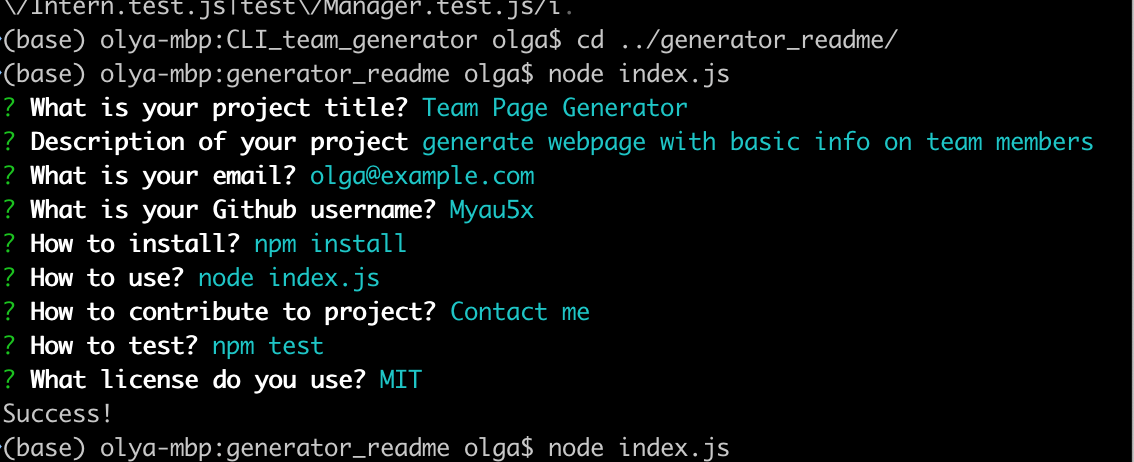 \/Intern.test.js|test\/Manager.test.js/i.
(base) olya-mbp:CLI_team_generator olga$ cd ../generator_readme/
(base) olya-mbp:generator_readme olga$ node index.js
? What is your project title? Team Page Generator
? Description of your project generate webpage with basic info on team members
? What is your email? olga@example.com
? What is your Github username? Myau5x
? How to install? npm install
? How to use? node index.js
? How to contribute to project? Contact me
? How to test? npm test
? What license do you use? MIT
Success!
(base) olya-mbp:generator_readme olga$ node index.js